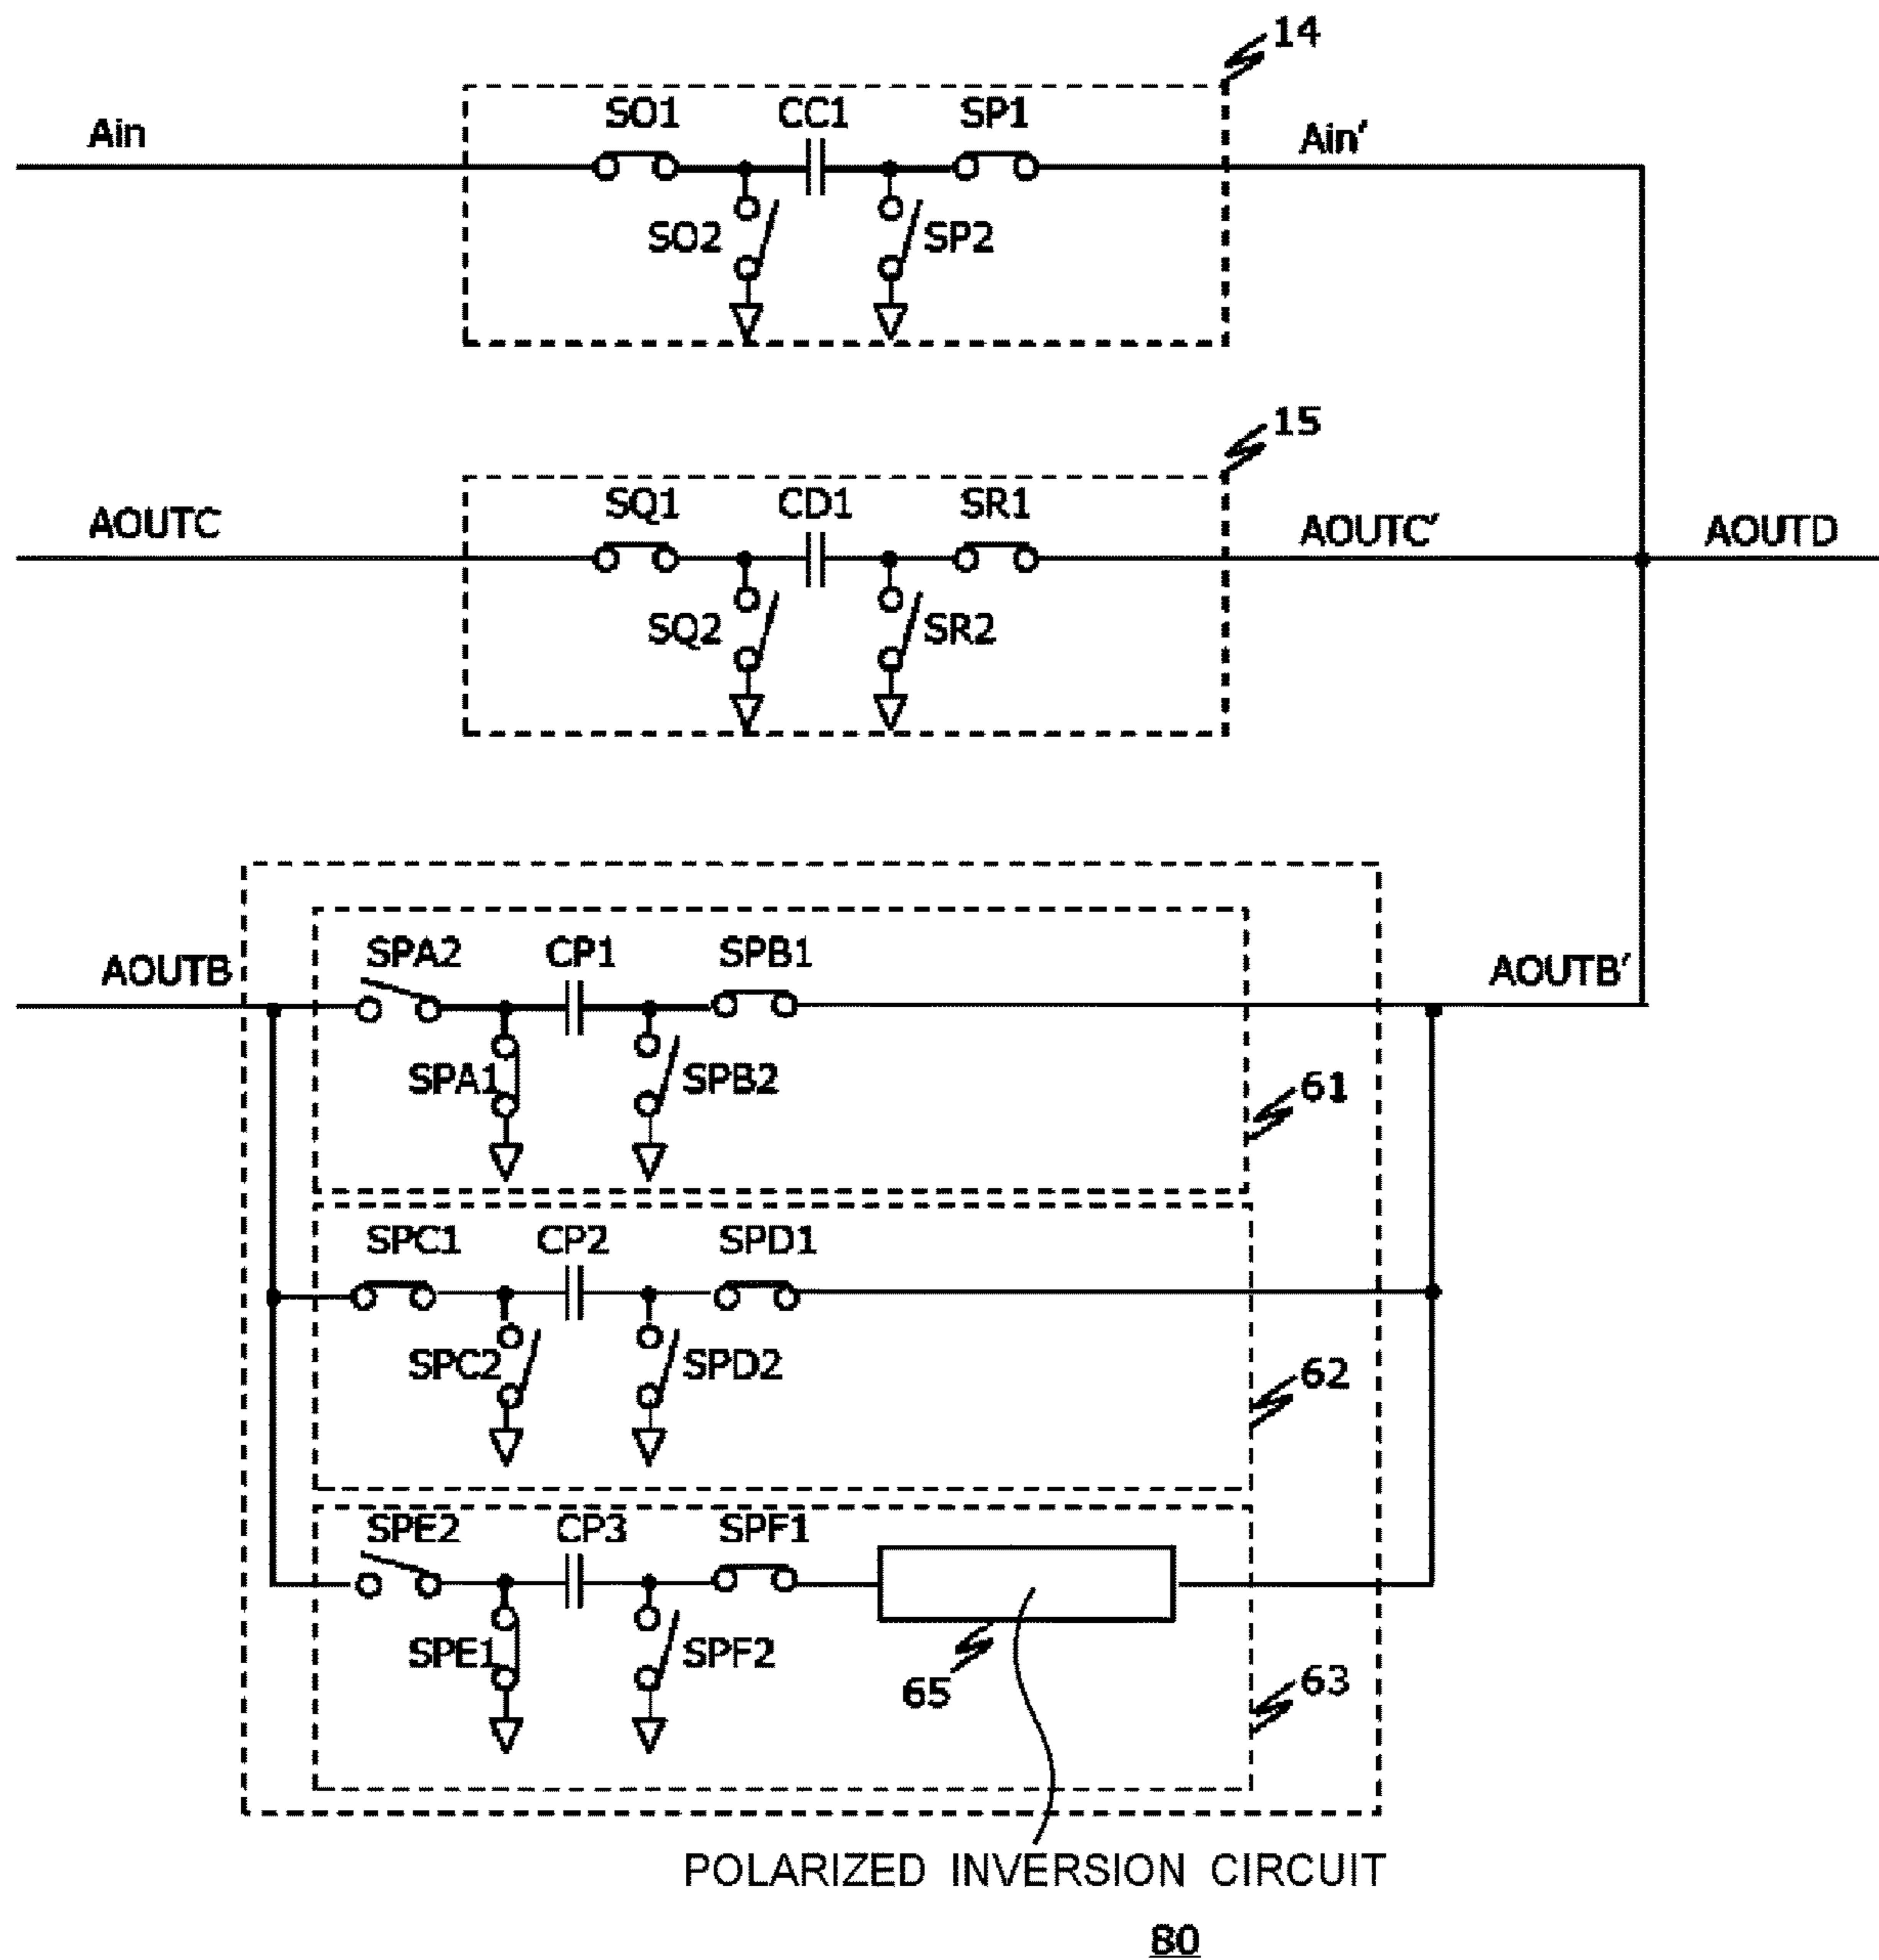 14
Ain
SO1
CC1
SP1
Ain'
SO2
SP2
15
AOUTC
SQ1
CD1
SR1
AOUTC'
AOUTD
SQ2
SR2
AOUTB
SPA2
CP1
SPB1
AOUTB'
SPA1
SPB2
61
SPC1
CP2
SPD1
SPC2
SPD2
62
SPE2
CP3
SPF1
SPE1
SPF2
65
63
POLARIZED INVERSION CIRCUIT
80